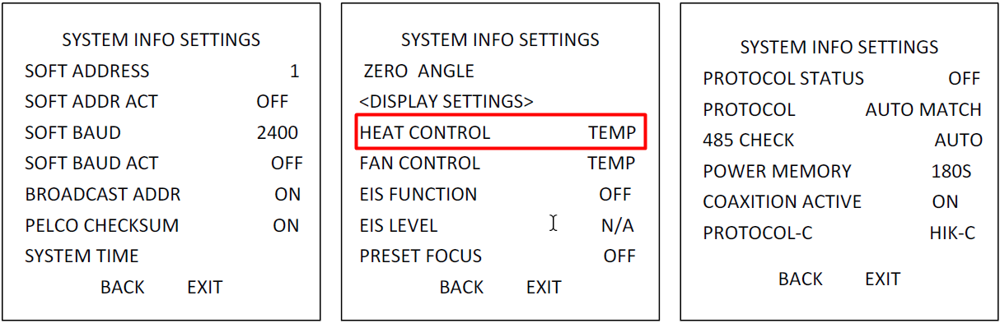 SYSTEM INFO SETTINGS
SOFT ADDRESS 1
SOFT ADDR ACT OFF
SOFT BAUD 2400
SOFT BAUD ACT OFF
BROADCAST ADDR ON
PELCO CHECKSUM ON
SYSTEM TIME
BACK EXIT
SYSTEM INFO SETTINGS
ZERO ANGLE
<DISPLAY SETTINGS>
HEAT CONTROL TEMP
FAN CONTROL TEMP
EIS FUNCTION OFF
EIS LEVEL N/A
PRESET FOCUS OFF
BACK EXIT
SYSTEM INFO SETTINGS
PROTOCOL STATUS OFF
PROTOCOL AUTO MATCH
485 CHECK AUTO
POWER MEMORY 180S
COAXITION ACTIVE ON
PROTOCOL-C HIK-C
BACK EXIT